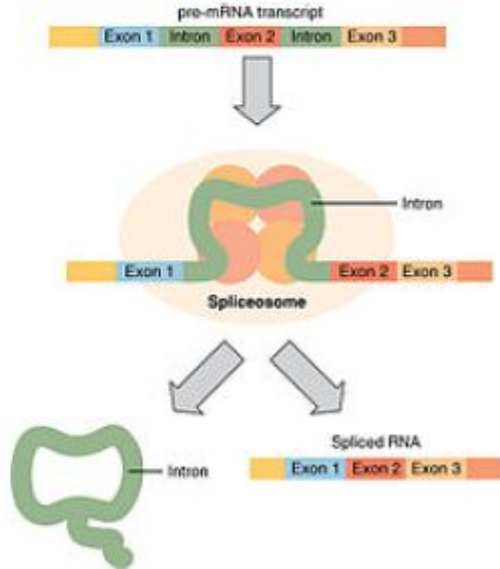 pre-mRNA transcript
Exon 1 Intron Exon 2 Intron Exon 3
Intron
Exon 1 Exon 2 Exon 3
Spliceosome
Spliced RNA
Intron
Exon 1 Exon 2 Exon 3